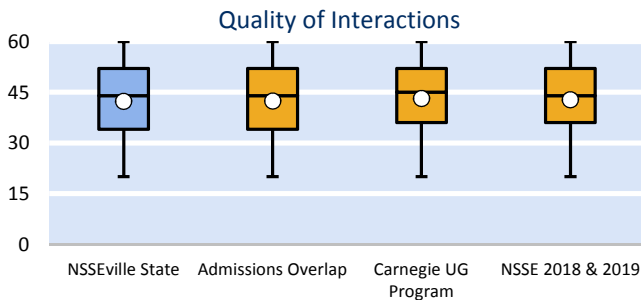 Quality of Interactions
60
45
30
15
0
NSSEville State
Admissions Overlap
Carnegie UG
Program
NSSE 2018 & 2019